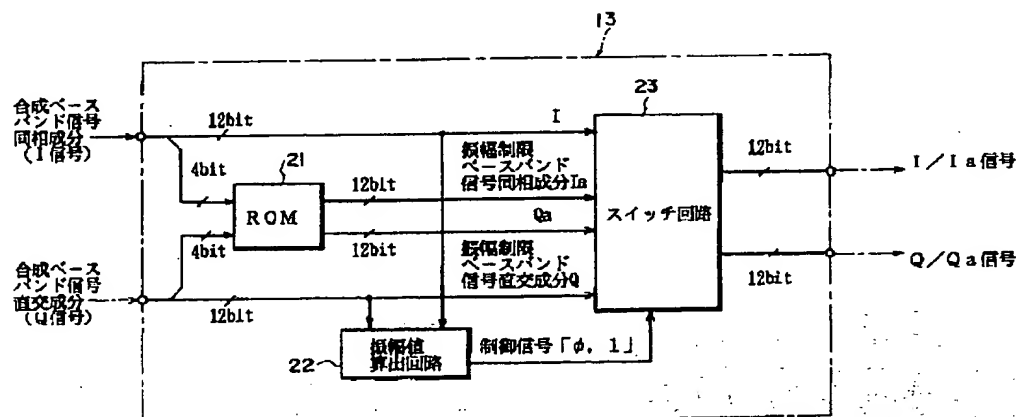 13
合成ベース
バンド信号
同相成分
(I信号)
12bit
4bit
21
ROM
12bit
12bit
4bit
I
振幅制限
ベースバンド
信号同相成分Ia
Qa
振幅制限
ベースバンド
信号直交成分Q
23
スイッチ回路
12bit
I／Ia信号
12bit
Q／Qa信号
合成ベース
バンド信号
直交成分
(Q信号)
12bit
22
振幅値
算出回路
制御信号「φ，1」